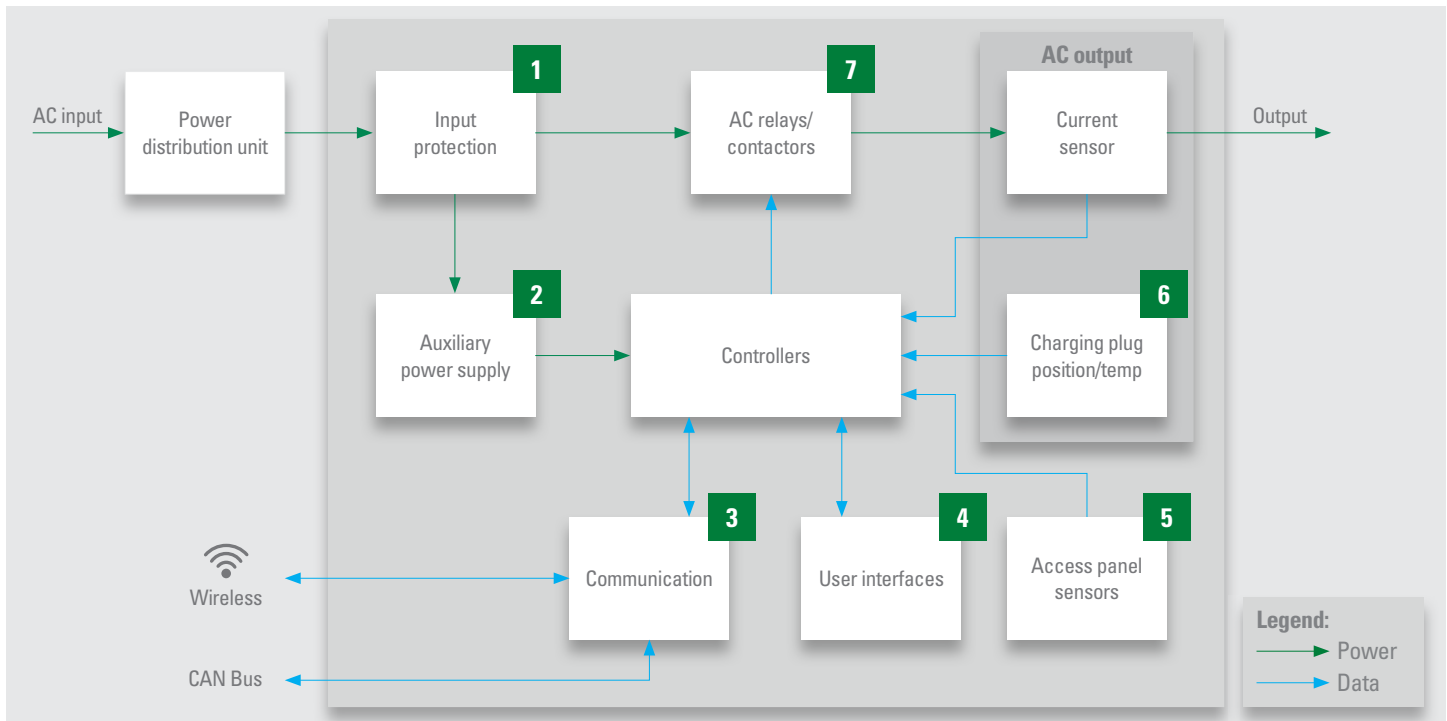 AC output
1
7
AC input
Power
distribution unit
Input
protection
AC relays/
contactors
Current
sensor
Output
2
6
Auxiliary
power supply
Controllers
Charging plug
position/temp
3
4
5
Communication
User interfaces
Access panel
sensors
Wireless
CAN Bus
Legend:
Power
Data